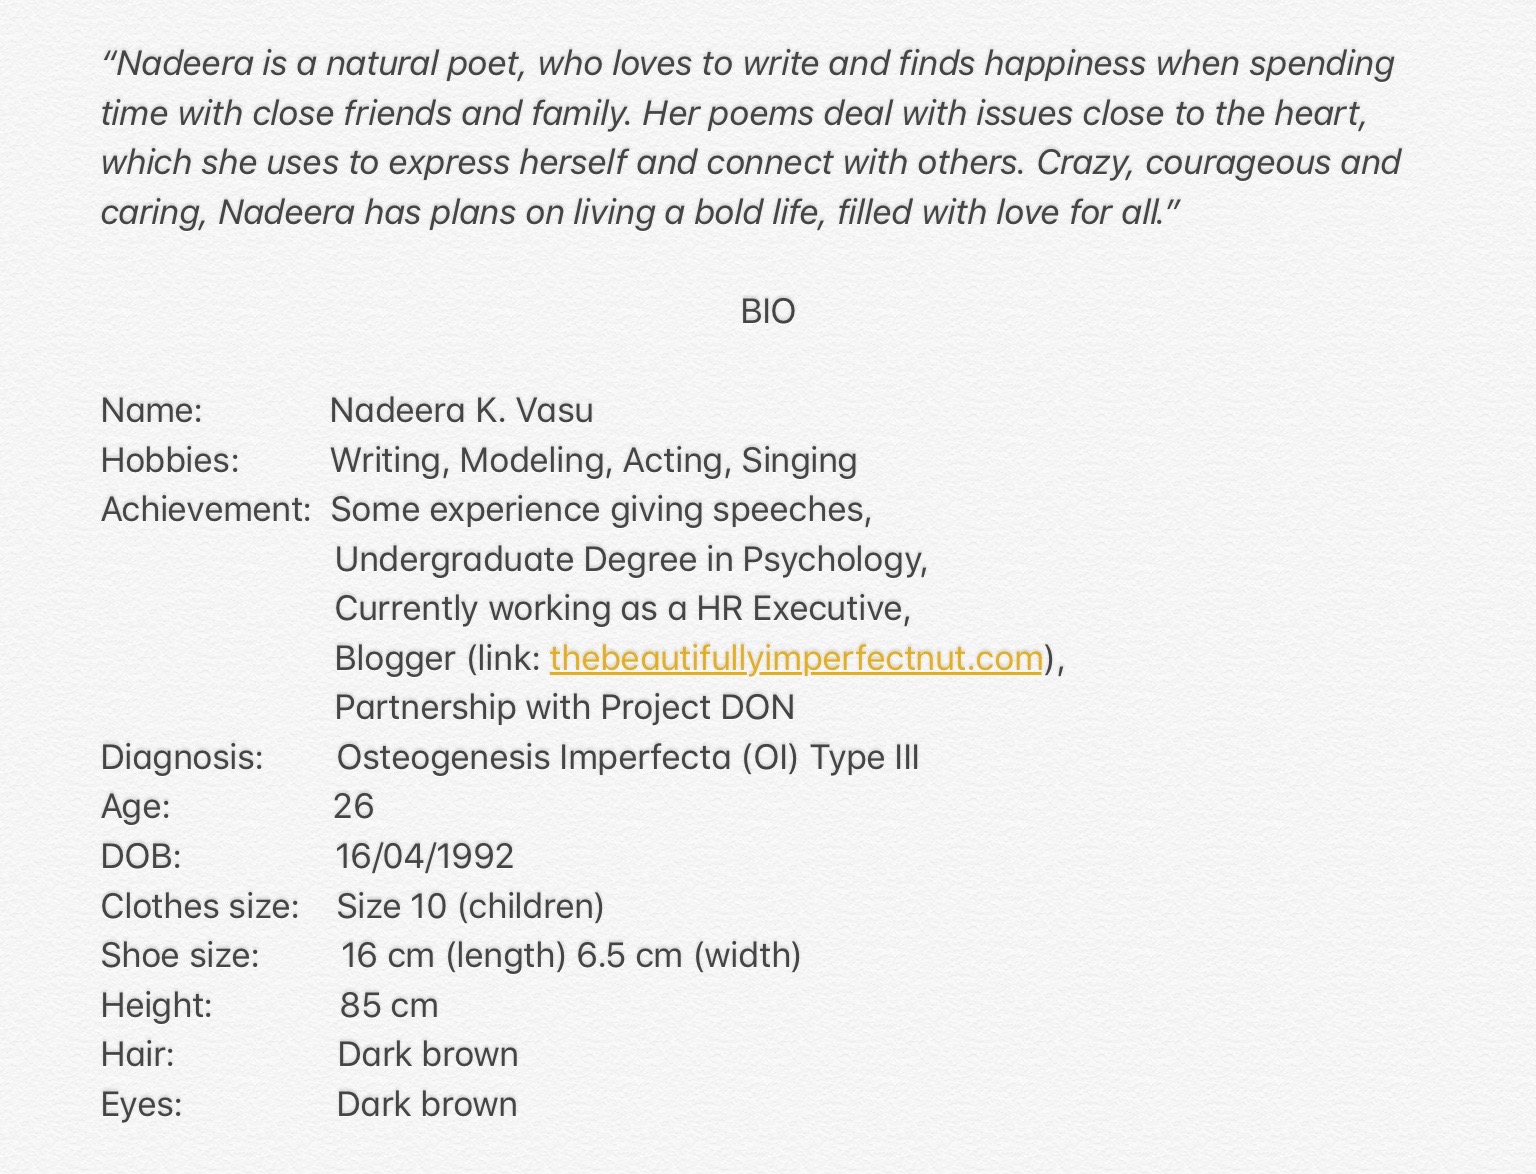 “Nadeera is a natural poet, who loves to write and finds happiness when spending
time with close friends and family. Her poems deal with issues close to the heart,
which she uses to express herself and connect with others. Crazy, courageous and
caring, Nadeera has plans on living a bold life, filled with love for all.”
BIO
Name: Nadeera K. Vasu
Hobbies: Writing, Modeling, Acting, Singing
Achievement: Some experience giving speeches,
Undergraduate Degree in Psychology,
Currently working as a HR Executive,
Blogger (link: thebeautifullyimperfectnut.com),
Partnership with Project DON
Diagnosis: Osteogenesis Imperfecta (OI) Type III
Age: 26
DOB: 16/04/1992
Clothes size: Size 10 (children)
Shoe size: 16 cm (length) 6.5 cm (width)
Height: 85 cm
Hair: Dark brown
Eyes: Dark brown